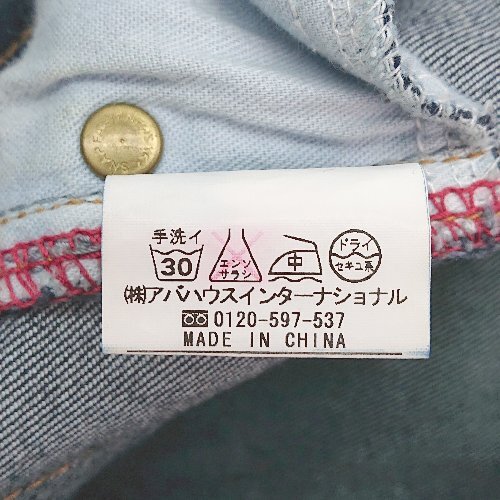 手洗イ
30
エンソ
サラシ
中
ドライ
セキユ系
(株)アバハウスインターナショナル
0120-597-537
MADE IN CHINA